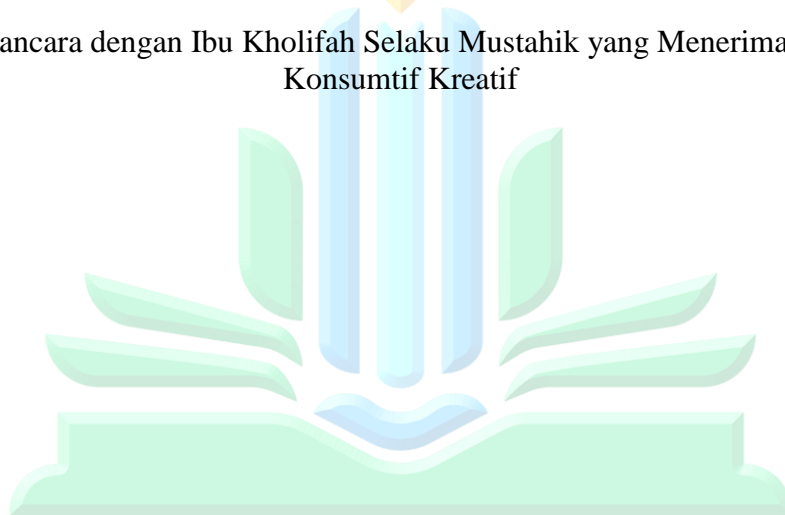 ancara dengan Ibu Kholifah Selaku Mustahik yang Menerima
Konsumtif Kreatif